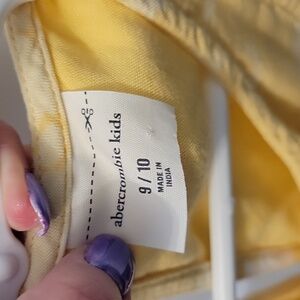 abercrombie kids
9 / 10
MADE IN
INDIA